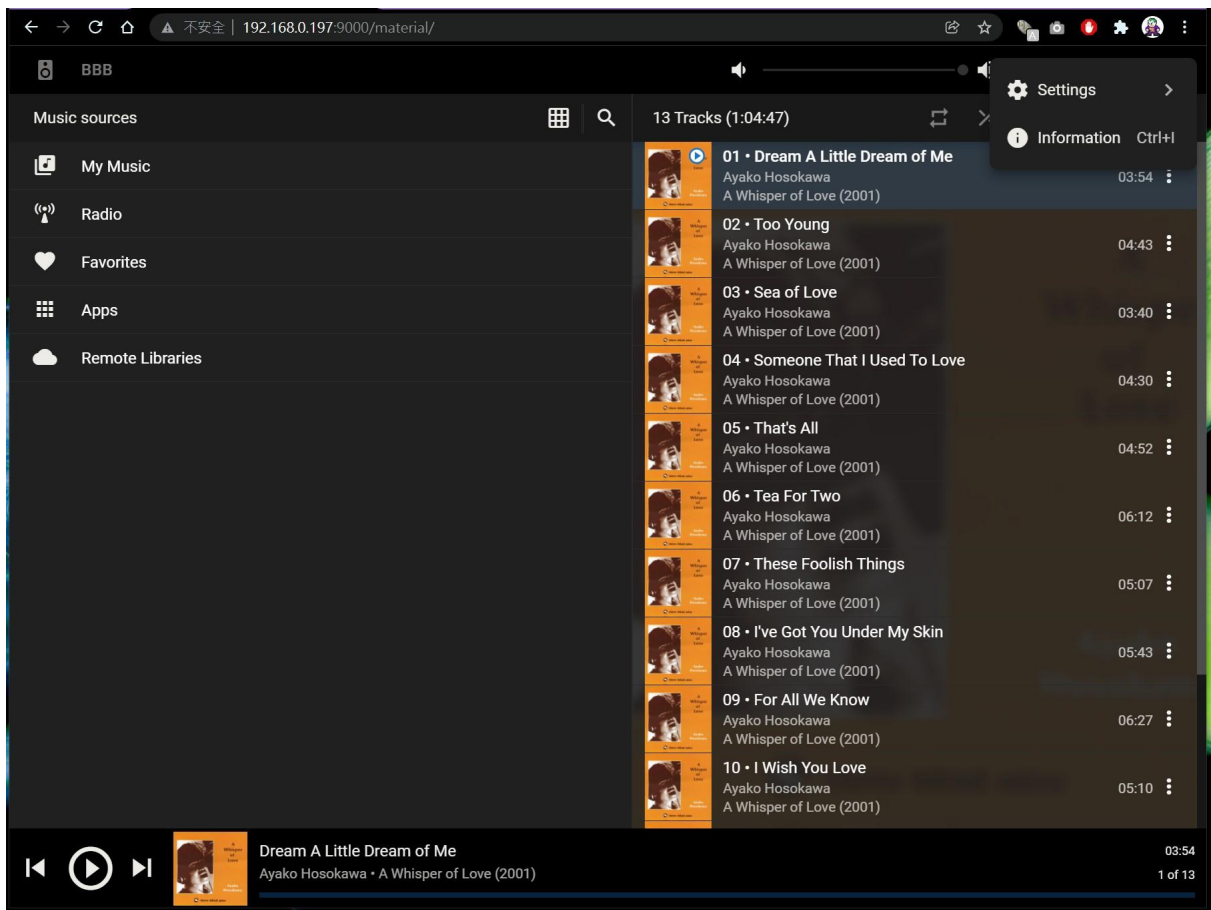 不安全 | 192.168.0.197:9000/material/
BBB
Settings
Information Ctrl+I
Music sources
13 Tracks (1:04:47)
My Music
Radio
Favorites
Apps
Remote Libraries
01 • Dream A Little Dream of Me
Ayako Hosokawa
03:54
A Whisper of Love (2001)
02 • Too Young
Ayako Hosokawa
04:43
A Whisper of Love (2001)
03 • Sea of Love
Ayako Hosokawa
03:40
A Whisper of Love (2001)
04 • Someone That I Used To Love
Ayako Hosokawa
04:30
A Whisper of Love (2001)
05 • That's All
Ayako Hosokawa
04:52
A Whisper of Love (2001)
06 • Tea For Two
Ayako Hosokawa
06:12
A Whisper of Love (2001)
07 • These Foolish Things
Ayako Hosokawa
05:07
A Whisper of Love (2001)
08 • I've Got You Under My Skin
Ayako Hosokawa
05:43
A Whisper of Love (2001)
09 • For All We Know
Ayako Hosokawa
06:27
A Whisper of Love (2001)
10 • I Wish You Love
Ayako Hosokawa
05:10
A Whisper of Love (2001)
Dream A Little Dream of Me
03:54
Ayako Hosokawa • A Whisper of Love (2001)
1 of 13